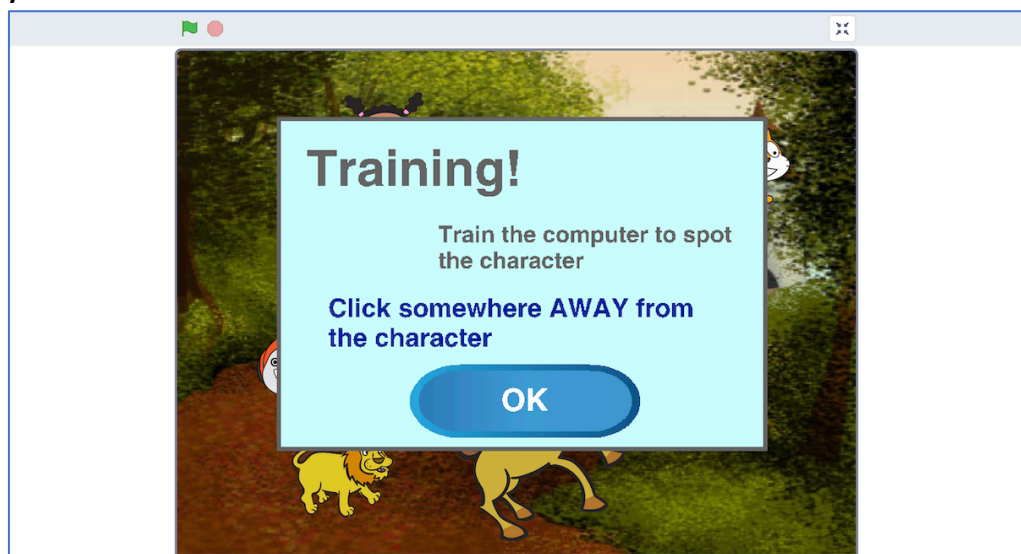 Training!
Train the computer to spot
the character
Click somewhere AWAY from
the character
OK